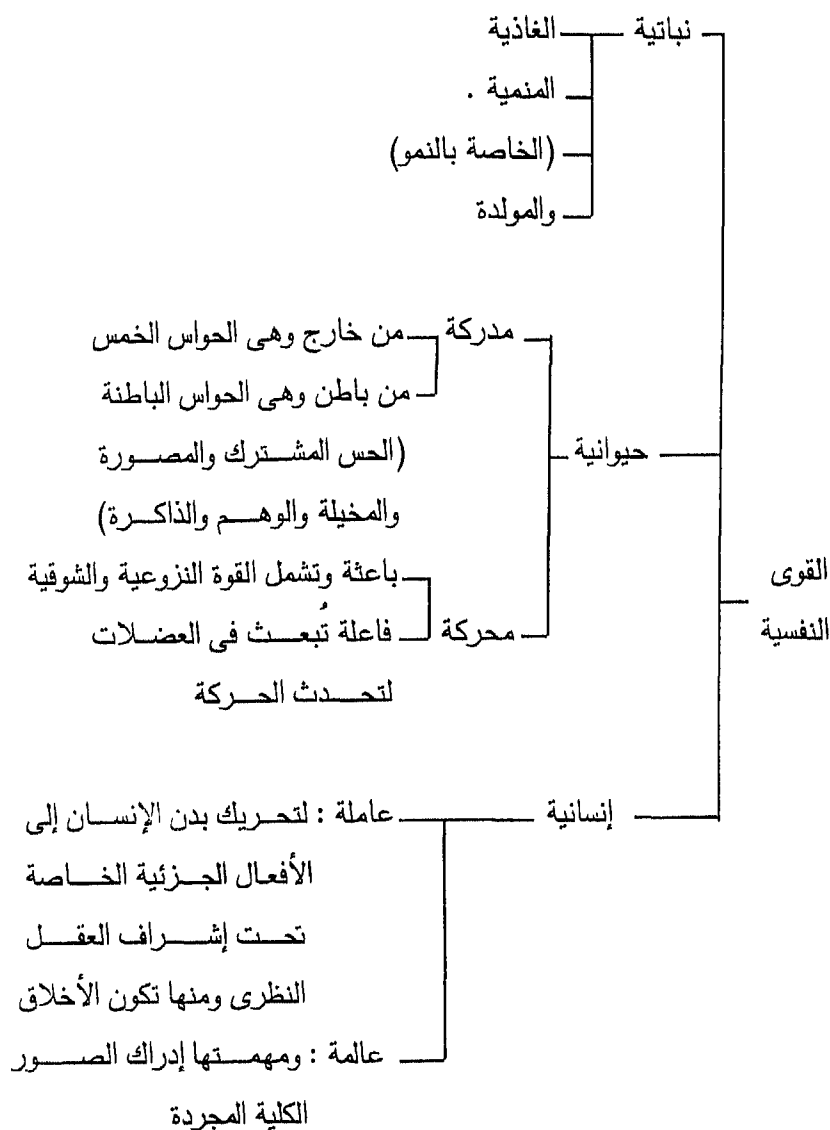 نباتية الغاذية
المنمية .
(الخاصة بالنمو)
والمولدة
مدركة من خارج وهى الحواس الخمس
من باطن وهى الحواس الباطنة
حيوانية (الحس المشترك والمصورة
والمخيلة والوهم والذاكرة)
القوى باعثة وتشمل القوة النزوعية والشوقية
النفسية محركة فاعلة تُبعث فى العضلات
لتحدث الحركة
إنسانية عاملة : لتحريك بدن الإنسان إلى
الأفعال الجزئية الخاصة
تحت إشراف العقل
النظرى ومنها تكون الأخلاق
عالمة : ومهمتها إدراك الصور
الكلية المجردة